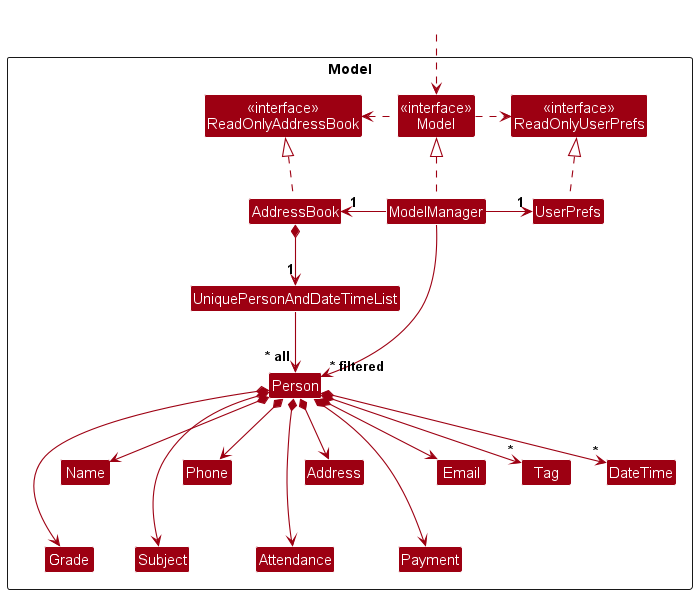 Model
«interface»
ReadOnlyAddressBook
«interface»
Model
«interface»
ReadOnlyUserPrefs
AddressBook
1
ModelManager
1
UserPrefs
1
UniquePersonAndDateTimeList
* all
* filtered
Person
*
*
Name
Phone
Address
Email
Tag
DateTime
Grade
Subject
Attendance
Payment